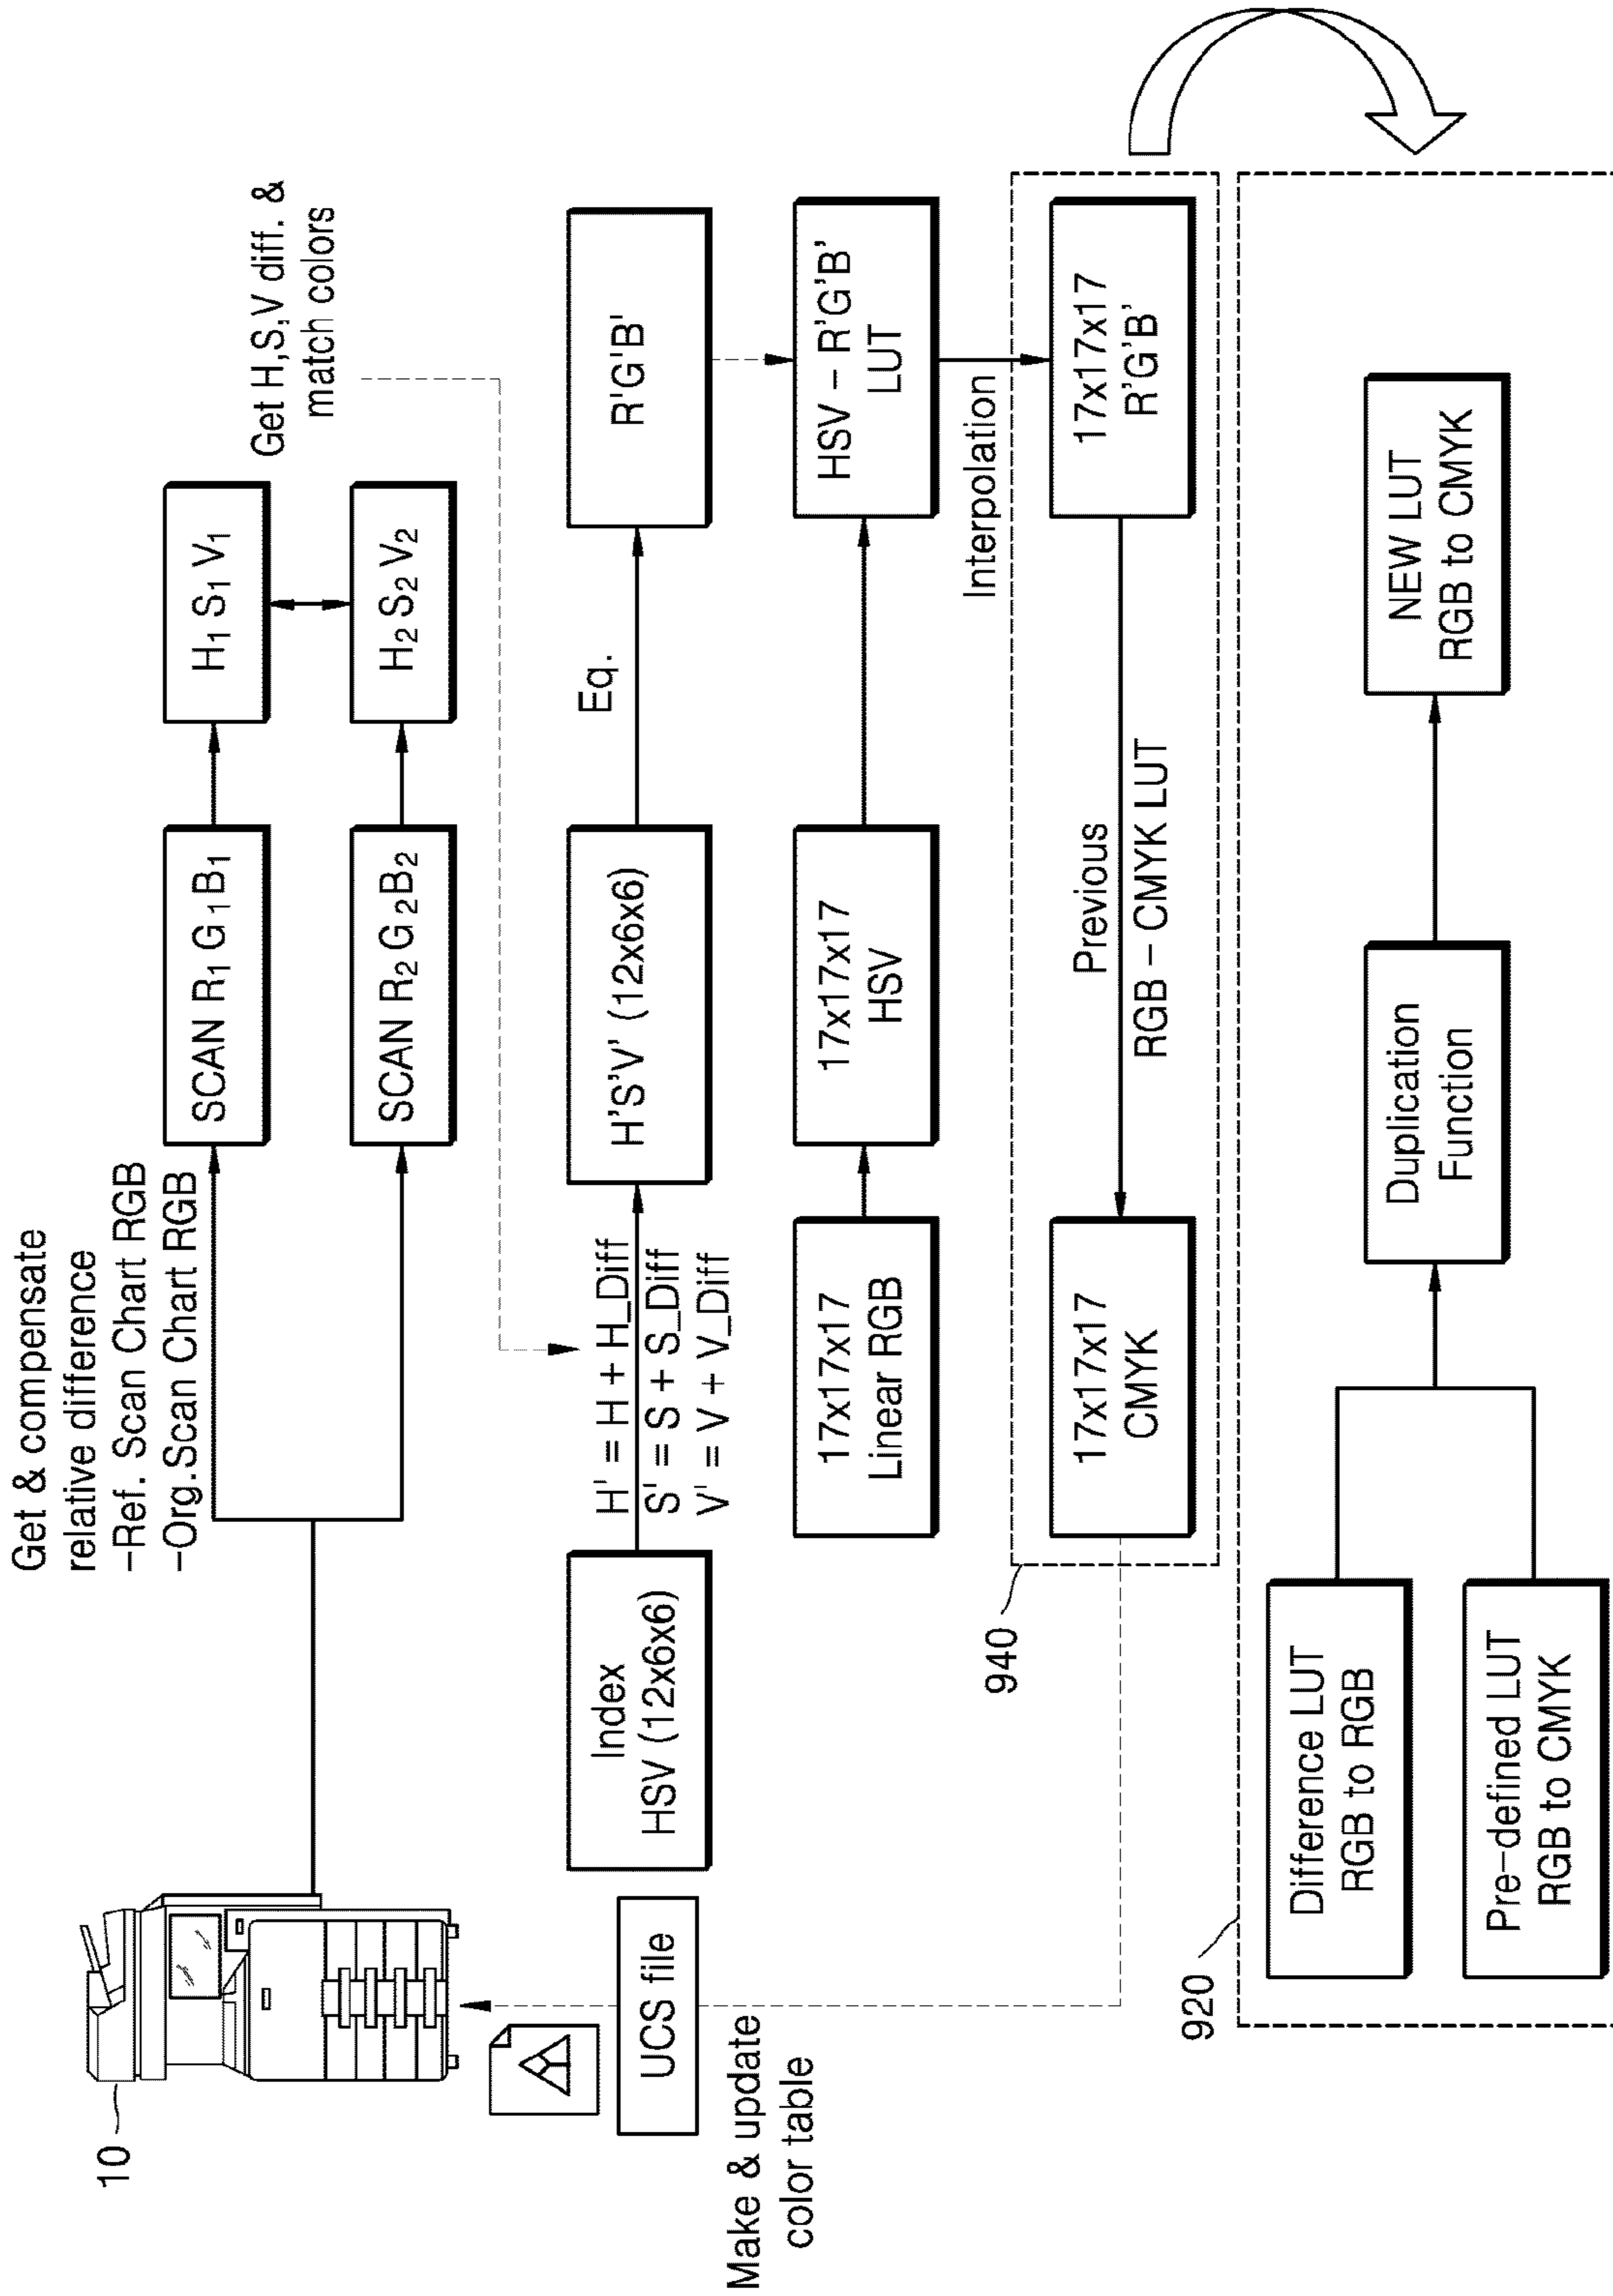 10
Get & compensate
relative difference
-Ref. Scan Chart RGB
-Org.Scan Chart RGB
SCAN R₁ G₁B₁
H₁ S₁ V₁
SCAN R₂ G₂B₂
H₂ S₂ V₂
Get H,S,V diff. &
match colors
UCS file
Make & update
color table
Index
HSV (12x6x6)
H' = H + H_Diff
S' = S + S_Diff
V' = V + V_Diff
H'S'V' (12x6x6)
Eq.
R'G'B'
17x17x17
Linear RGB
17x17x17
HSV
HSV – R'G'B'
LUT
Interpolation
940
17x17x17
CMYK
Previous
RGB – CMYK LUT
17x17x17
R'G'B'
920
Difference LUT
RGB to RGB
Pre-defined LUT
RGB to CMYK
Duplication
Function
NEW LUT
RGB to CMYK